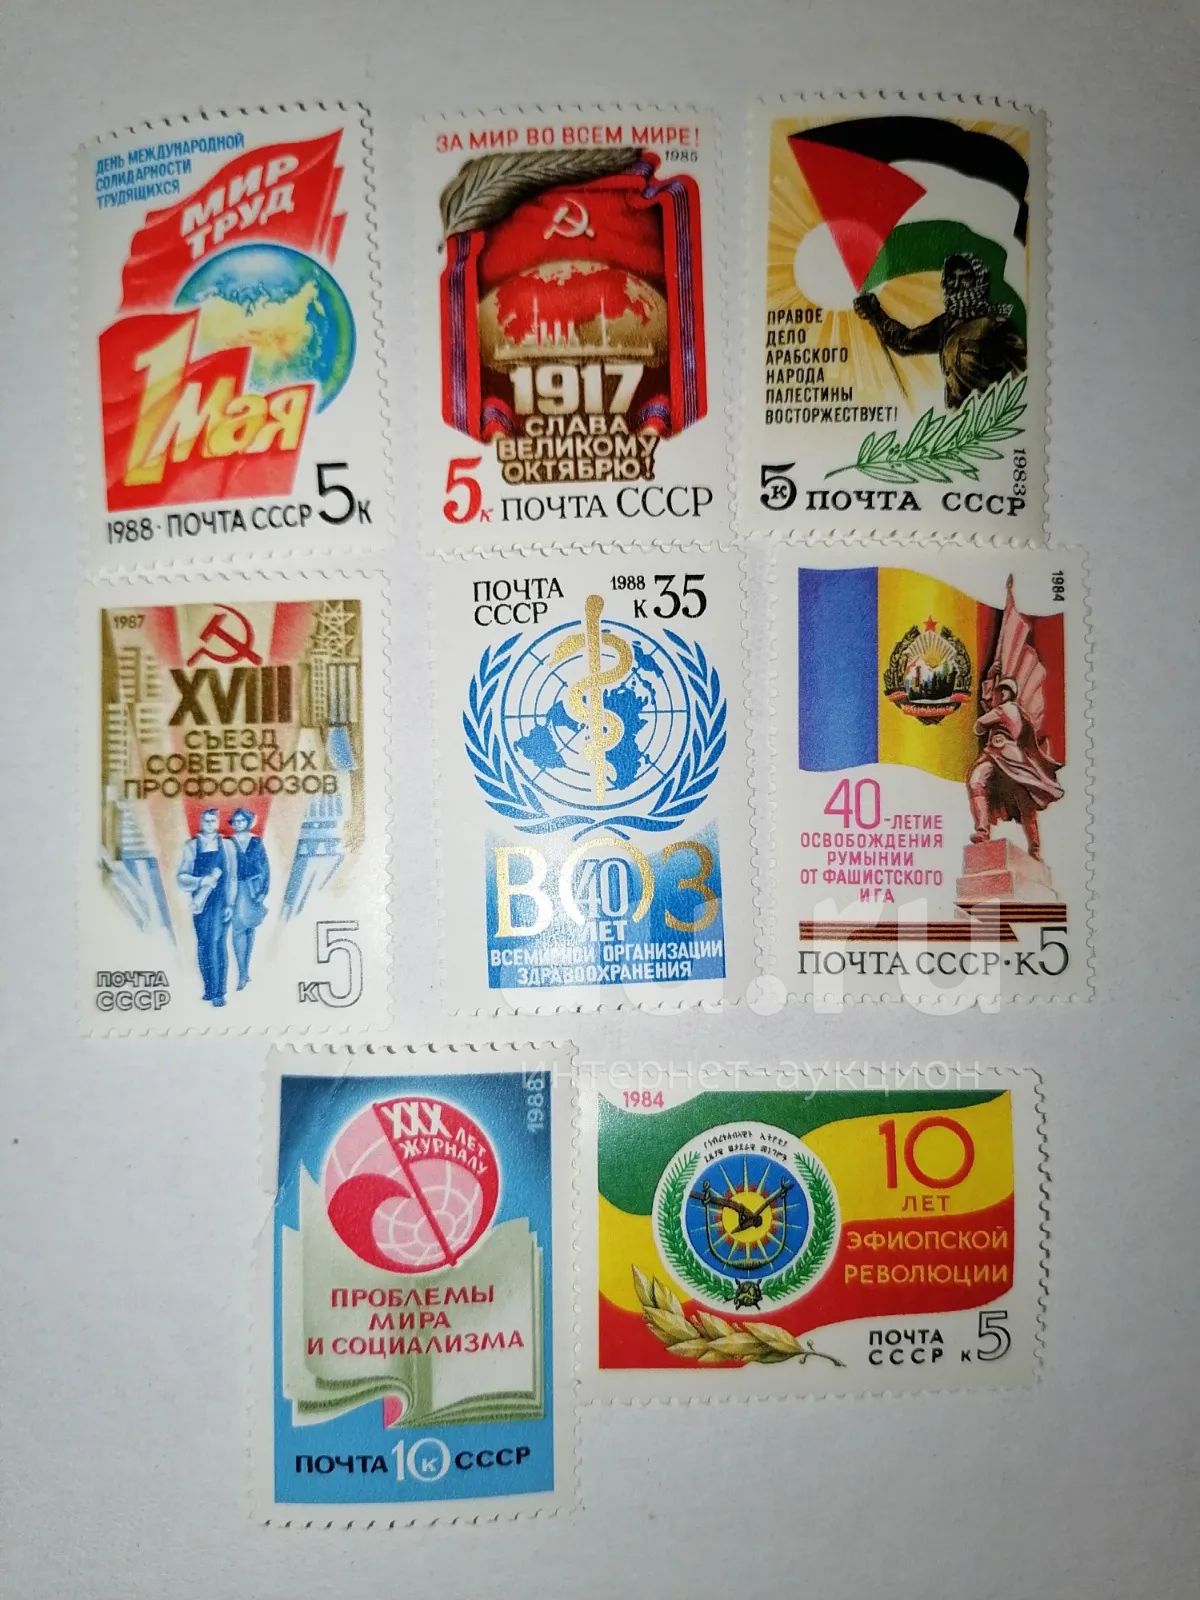 ДЕНЬ МЕЖДУНАРОДНОЙ
СОЛИДАРНОСТИ
ТРУДЯЩИХСЯ
МИР
ТРУД
1 Мая
1988 · ПОЧТА СССР 5к
ЗА МИР ВО ВСЕМ МИРЕ!
1985
1917
СЛАВА
ВЕЛИКОМУ
ОКТЯБРЮ!
5к ПОЧТА СССР
ПРАВОЕ
ДЕЛО
АРАБСКОГО
НАРОДА
ПАЛЕСТИНЫ
ВОСТОРЖЕСТВУЕТ!
1983
5к ПОЧТА СССР
1987
XVIII
СЪЕЗД
СОВЕТСКИХ
ПРОФСОЮЗОВ
ПОЧТА
СССР
к5
ПОЧТА
СССР
1988 к 35
ВОЗ
40
ЛЕТ
ВСЕМИРНОЙ ОРГАНИЗАЦИИ
ЗДРАВООХРАНЕНИЯ
1984
40-ЛЕТИЕ
ОСВОБОЖДЕНИЯ
РУМЫНИИ
ОТ ФАШИСТСКОГО
ИГА
ПОЧТА СССР·к5
1988
XXX ЛЕТ
ЖУРНАЛУ
ПРОБЛЕМЫ
МИРА
И СОЦИАЛИЗМА
ПОЧТА 10к СССР
1984
10
ЛЕТ
ЭФИОПСКОЙ
РЕВОЛЮЦИИ
ПОЧТА
СССР к5
au.ru
интернет-аукцион